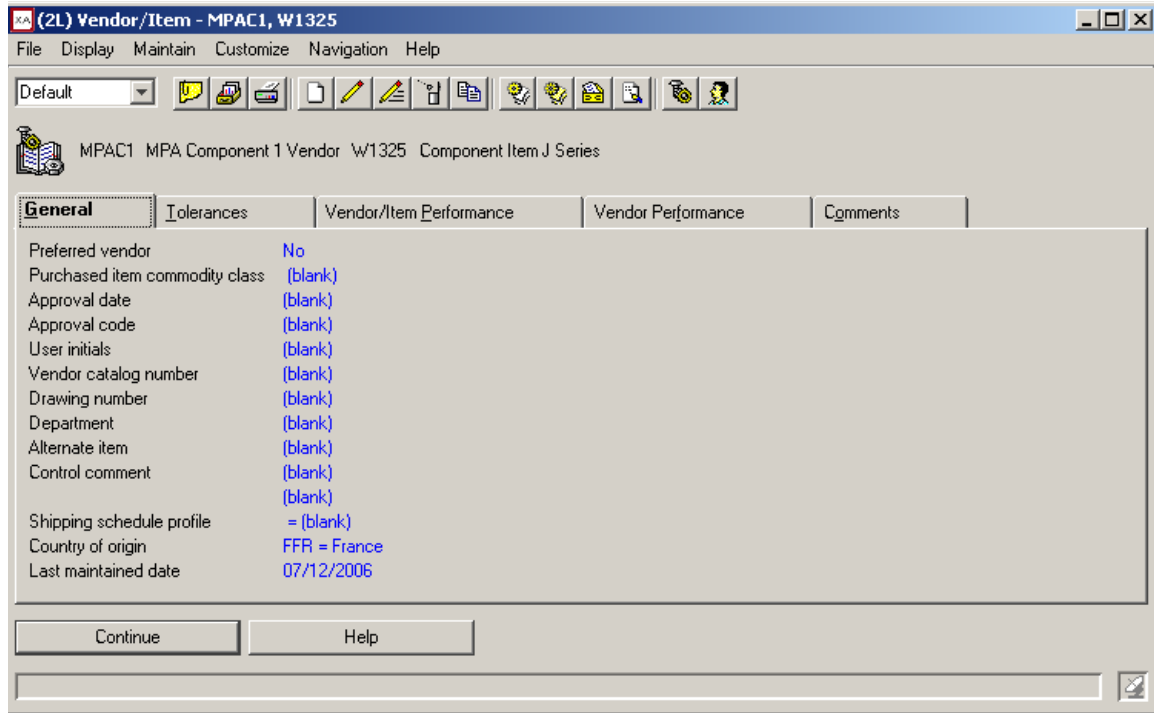 XA (2L) Vendor/Item - MPAC1, W1325
File Display Maintain Customize Navigation Help
Default
MPAC1 MPA Component 1 Vendor W1325 Component Item J Series
General Tolerances Vendor/Item Performance Vendor Performance Comments
Preferred vendor No
Purchased item commodity class (blank)
Approval date (blank)
Approval code (blank)
User initials (blank)
Vendor catalog number (blank)
Drawing number (blank)
Department (blank)
Alternate item (blank)
Control comment (blank)
(blank)
Shipping schedule profile = (blank)
Country of origin FFR = France
Last maintained date 07/12/2006
Continue Help